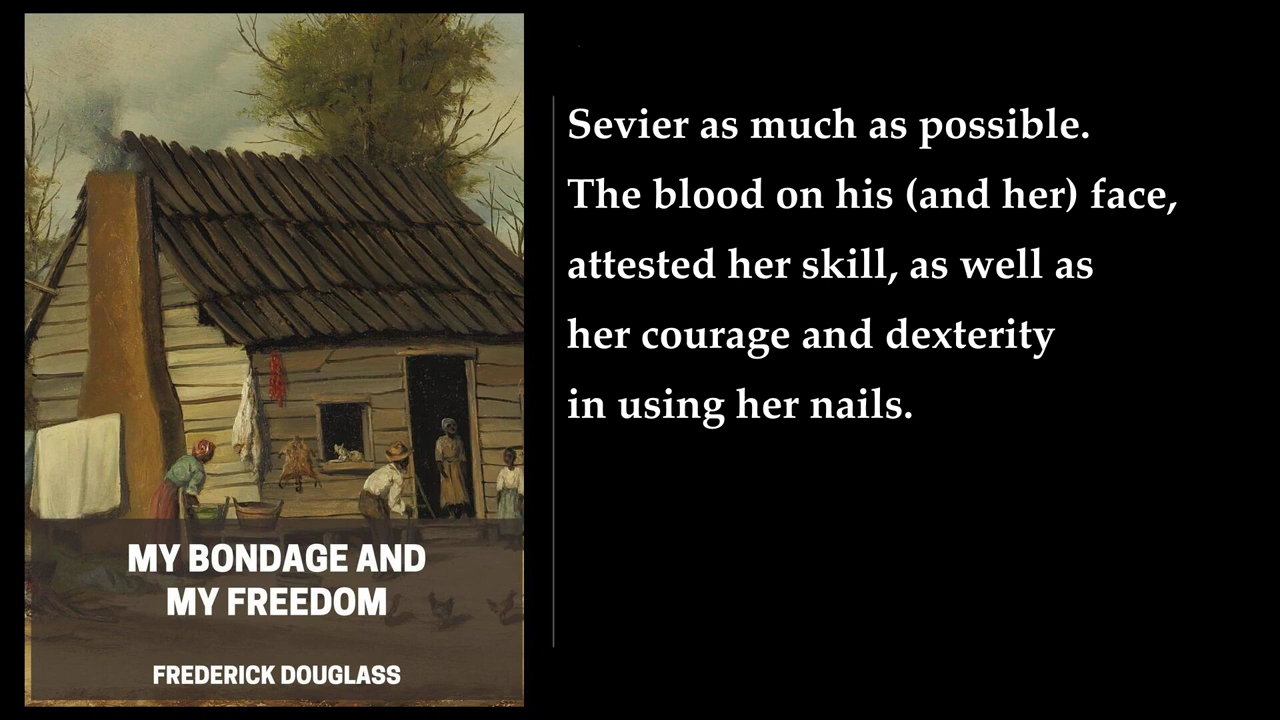 MY BONDAGE AND
MY FREEDOM
FREDERICK DOUGLASS
Sevier as much as possible.
The blood on his (and her) face,
attested her skill, as well as
her courage and dexterity
in using her nails.